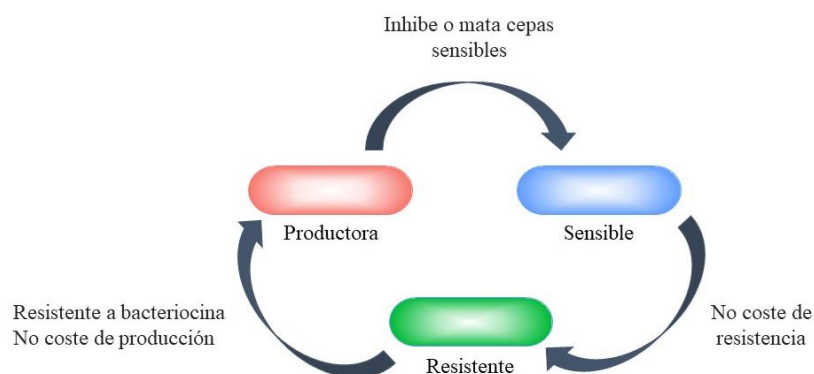 Inhibe o mata cepas
sensibles
Productora
Sensible
Resistente a bacteriocina
No coste de producción
No coste de
resistencia
Resistente